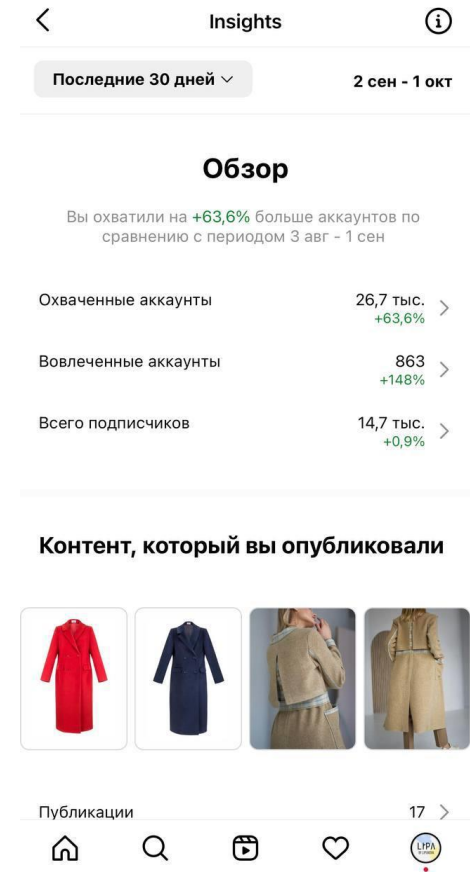 Insights
Последние 30 дней
2 сен - 1 окт
Обзор
Вы охватили на +63,6% больше аккаунтов по
сравнению с периодом 3 авг - 1 сен
Охваченные аккаунты
26,7 тыс.
+63,6%
Вовлеченные аккаунты
863
+148%
Всего подписчиков
14,7 тыс.
+0,9%
Контент, который вы опубликовали
Публикации
17